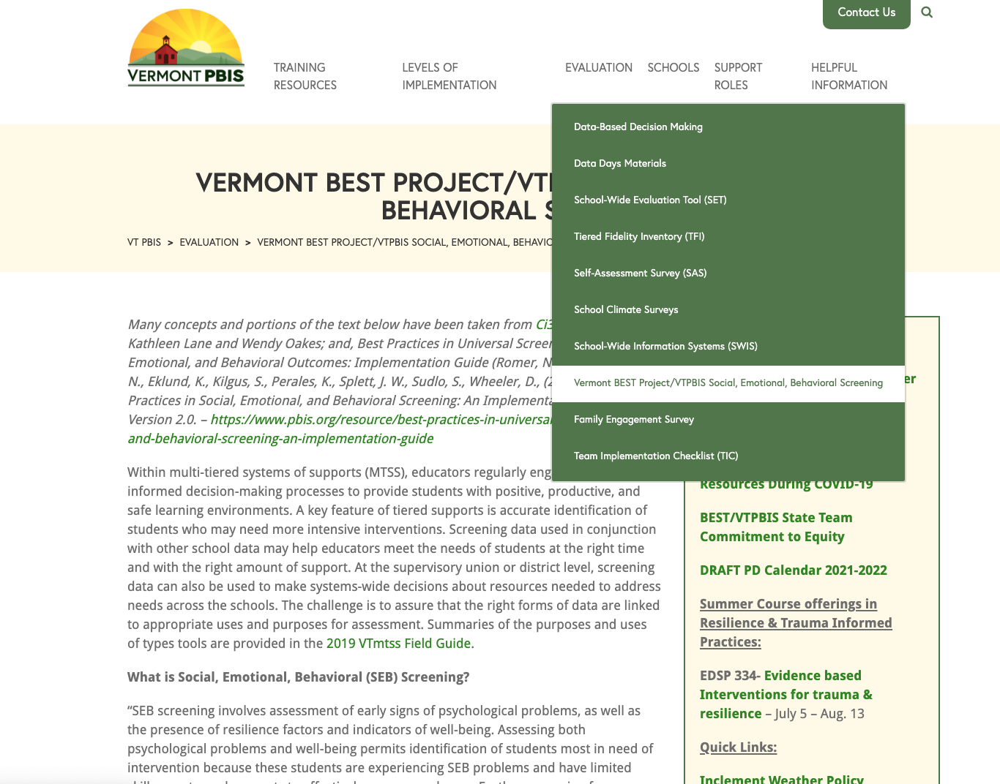 Contact Us
VERMONT PBIS
TRAINING RESOURCES
LEVELS OF IMPLEMENTATION
EVALUATION
SCHOOLS
SUPPORT ROLES
HELPFUL INFORMATION
Data-Based Decision Making
Data Days Materials
School-Wide Evaluation Tool (SET)
Tiered Fidelity Inventory (TFI)
Self-Assessment Survey (SAS)
School Climate Surveys
School-Wide Information Systems (SWIS)
Vermont BEST Project/VTPBIS Social, Emotional, Behavioral Screening
Family Engagement Survey
Team Implementation Checklist (TIC)
VERMONT BEST PROJECT/VTP
BEHAVIORAL S
VT PBIS > EVALUATION > VERMONT BEST PROJECT/VTPBIS SOCIAL, EMOTIONAL, BEHAVIO
Many concepts and portions of the text below have been taken from Ci3
Kathleen Lane and Wendy Oakes; and, Best Practices in Universal Screen
Emotional, and Behavioral Outcomes: Implementation Guide (Romer, N
N., Eklund, K., Kilgus, S., Perales, K., Splett, J. W., Sudlo, S., Wheeler, D., (2
Practices in Social, Emotional, and Behavioral Screening: An Implementa
Version 2.0. – https://www.pbis.org/resource/best-practices-in-universal
and-behavioral-screening-an-implementation-guide
Within multi-tiered systems of supports (MTSS), educators regularly eng
informed decision-making processes to provide students with positive, productive, and
safe learning environments. A key feature of tiered supports is accurate identification of
students who may need more intensive interventions. Screening data used in conjunction
with other school data may help educators meet the needs of students at the right time
and with the right amount of support. At the supervisory union or district level, screening
data can also be used to make systems-wide decisions about resources needed to address
needs across the schools. The challenge is to assure that the right forms of data are linked
to appropriate uses and purposes for assessment. Summaries of the purposes and uses
of types tools are provided in the 2019 VTmtss Field Guide.
What is Social, Emotional, Behavioral (SEB) Screening?
“SEB screening involves assessment of early signs of psychological problems, as well as
the presence of resilience factors and indicators of well-being. Assessing both
psychological problems and well-being permits identification of students most in need of
intervention because these students are experiencing SEB problems and have limited
er
Resources During COVID-19
BEST/VTPBIS State Team
Commitment to Equity
DRAFT PD Calendar 2021-2022
Summer Course offerings in
Resilience & Trauma Informed
Practices:
EDSP 334- Evidence based
Interventions for trauma &
resilience – July 5 – Aug. 13
Quick Links:
Inclement Weather Policy